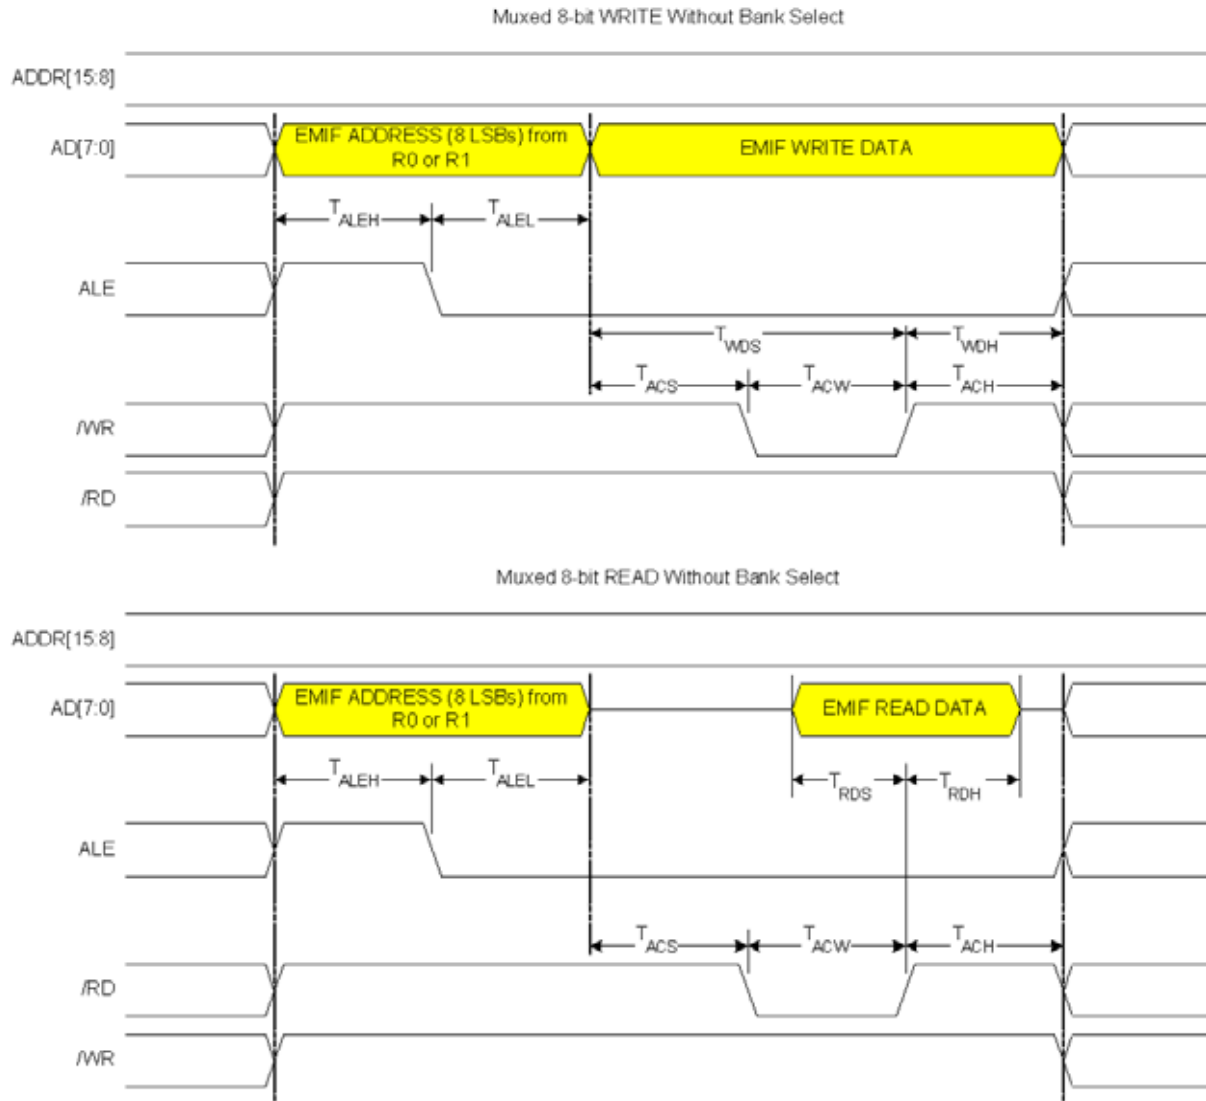 Muxed 8-bit WRITE Without Bank Select
ADDR[15:8]
AD[7:0]
EMIF ADDRESS (8 LSBs) from
R0 or R1
EMIF WRITE DATA
TALEH
TALEL
ALE
TWDS
TWDH
TACS
TACW
TACH
/WR
/RD
Muxed 8-bit READ Without Bank Select
ADDR[15:8]
AD[7:0]
EMIF ADDRESS (8 LSBs) from
R0 or R1
EMIF READ DATA
TALEH
TALEL
TRDS
TRDH
ALE
TACS
TACW
TACH
/RD
/WR